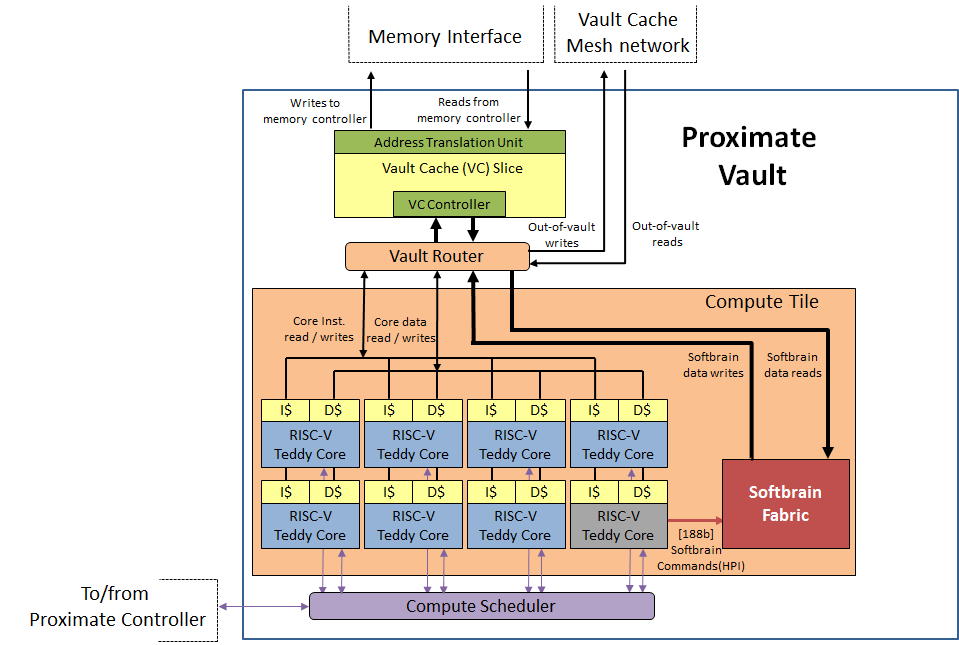 Memory Interface
Vault Cache
Mesh network
Writes to
memory controller
Reads from
memory controller
Proximate
Vault
Address Translation Unit
Vault Cache (VC) Slice
VC Controller
Out-of-vault
writes
Out-of-vault
reads
Vault Router
Compute Tile
Core Inst.
read / writes
Core data
read / writes
Softbrain
data writes
Softbrain
data reads
I$ D$ I$ D$ I$ D$ I$ D$
RISC-V RISC-V RISC-V RISC-V
Teddy Core Teddy Core Teddy Core Teddy Core
I$ D$ I$ D$ I$ D$ I$ D$
RISC-V RISC-V RISC-V RISC-V
Teddy Core Teddy Core Teddy Core Teddy Core
Softbrain
Fabric
[188b]
Softbrain
Commands(HPI)
To/from
Proximate Controller
Compute Scheduler